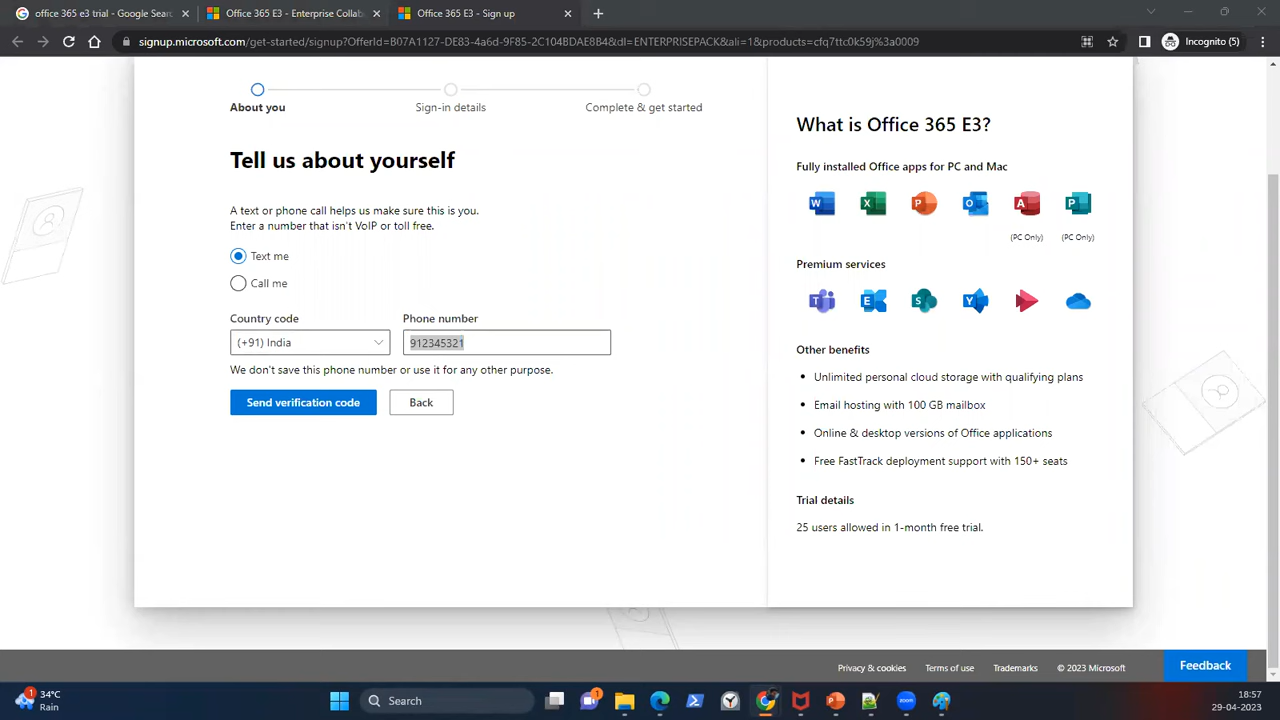 office 365 e3 trial - Google Sear
Office 365 E3 - Enterprise Collab
Office 365 E3 - Sign up
signup.microsoft.com/get-started/signup?OfferId=B07A1127-DE83-4a6d-9F85-2C104BDAE8B4&dl=ENTERPRISEPACK&ali=1&products=cfq7ttc0k59j%3a0009
Incognito (5)
About you
Sign-in details
Complete & get started
Tell us about yourself
A text or phone call helps us make sure this is you.
Enter a number that isn't VoIP or toll free.
Text me
Call me
Country code
Phone number
(+91) India
912345321
We don't save this phone number or use it for any other purpose.
Send verification code
Back
What is Office 365 E3?
Fully installed Office apps for PC and Mac
W X P O A P
(PC Only) (PC Only)
Premium services
T E S Y
Other benefits
• Unlimited personal cloud storage with qualifying plans
• Email hosting with 100 GB mailbox
• Online & desktop versions of Office applications
• Free FastTrack deployment support with 150+ seats
Trial details
25 users allowed in 1-month free trial.
Privacy & cookies
Terms of use
Trademarks
© 2023 Microsoft
Feedback
1
34°C
Rain
Search
1
zoom
18:57
29-04-2023